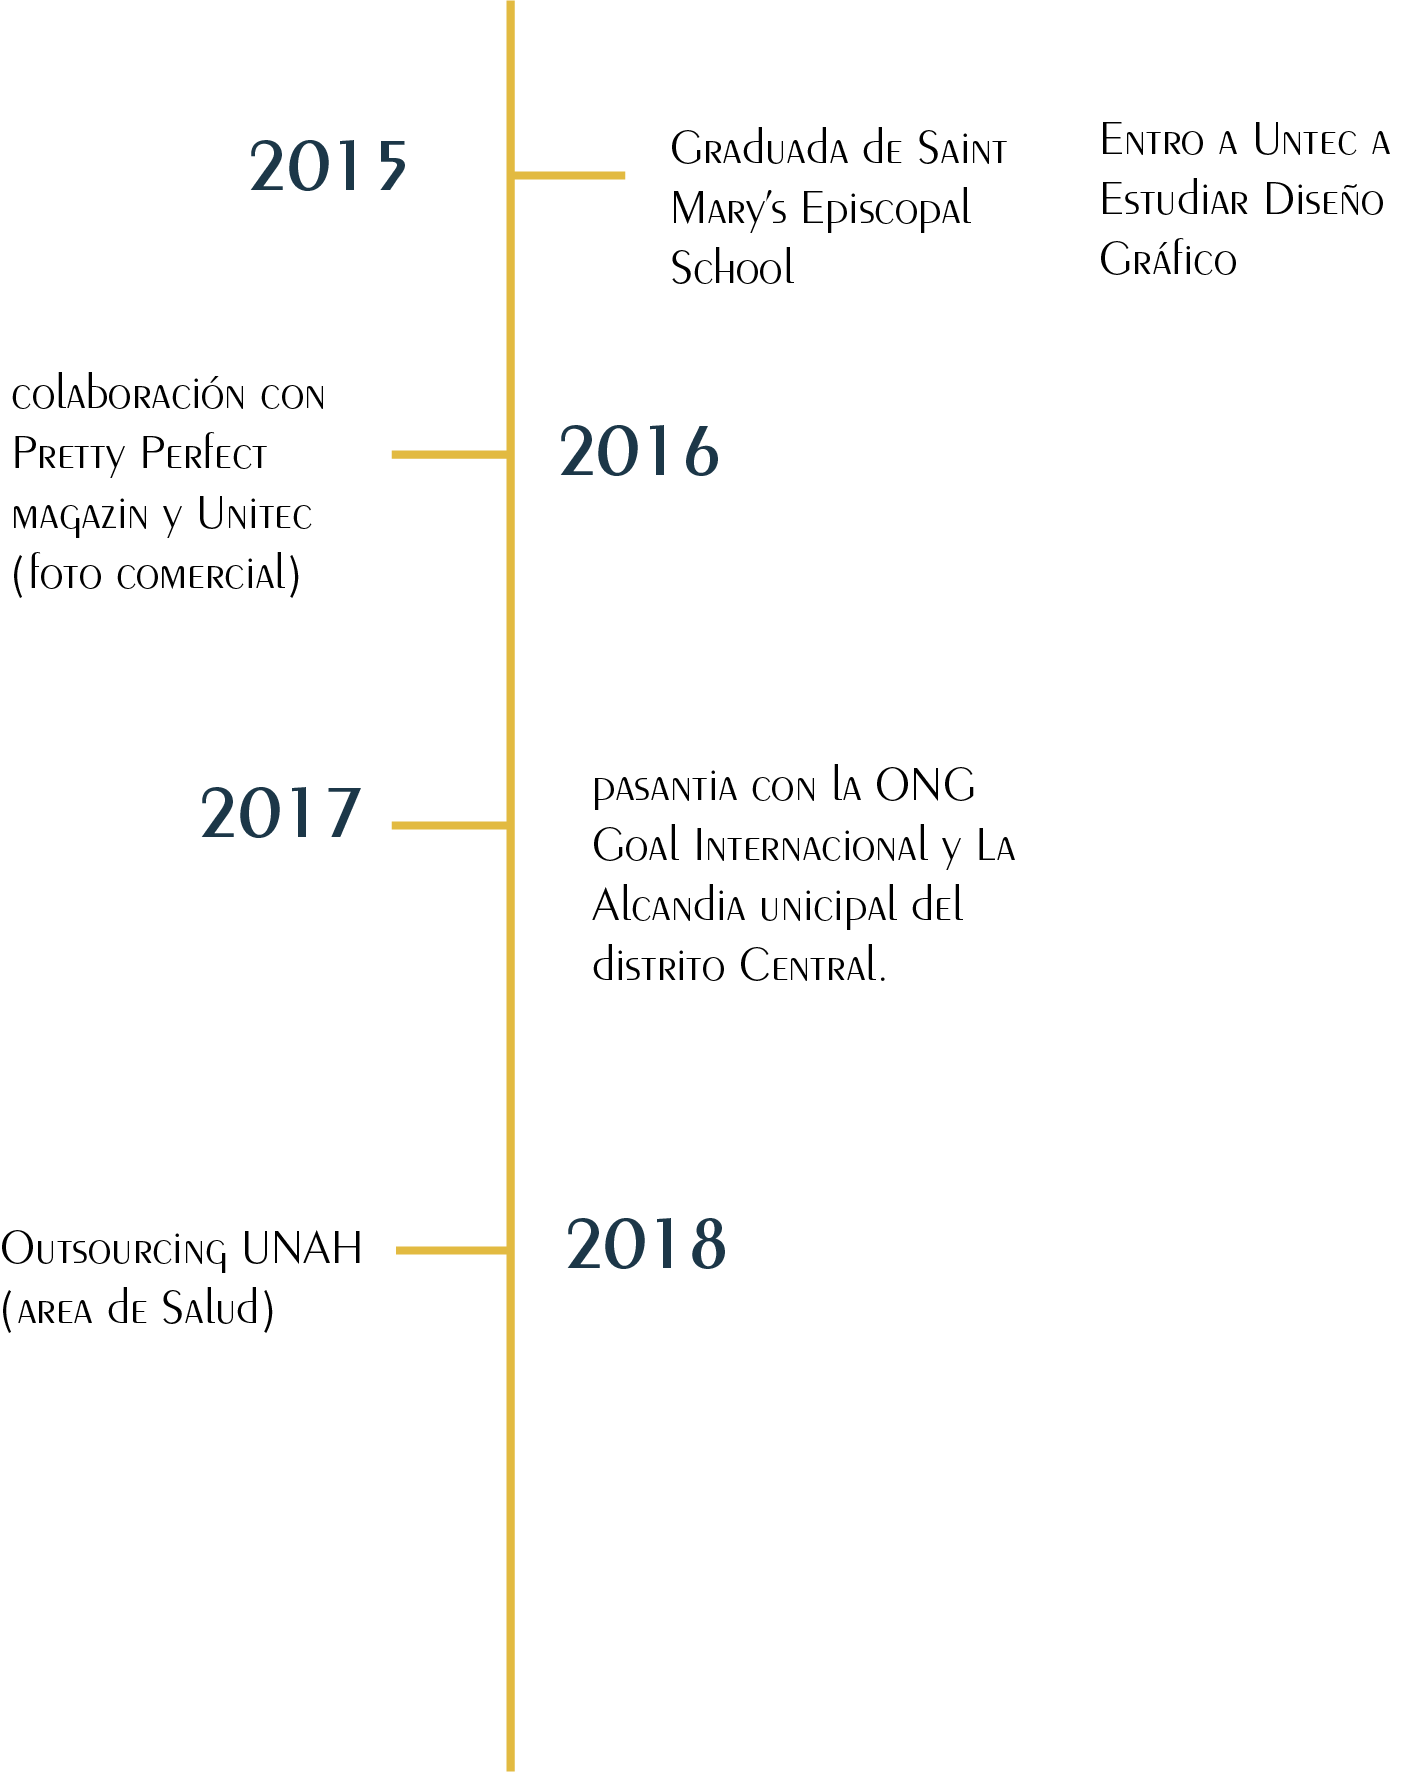 2015
Graduada de Saint
Mary's Episcopal
School
Entro a Untec a
Estudiar Diseño
Gráfico
colaboración con
Pretty Perfect
magazin y Unitec
(foto comercial)
2016
2017
pasantia con la ONG
Goal Internacional y La
Alcandia unicipal del
distrito Central.
Outsourcing UNAH
(area de Salud)
2018